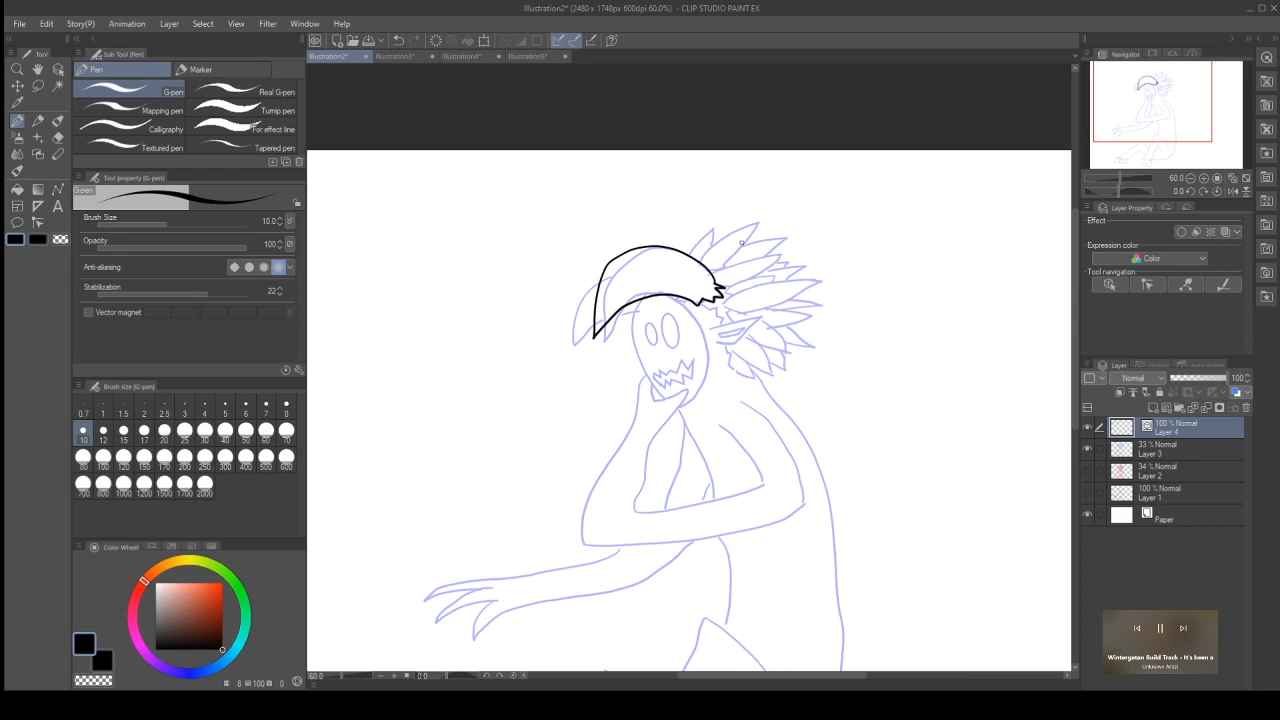 Illustration2* (2480 x 1748px 600dpi 60.0%)  - CLIP STUDIO PAINT EX
File Edit Window Story(P) Animation Layer Select View Filter Window Help
Tool
Sub Tool [Pen]
Illustration2* Illustration3* Illustration4* Illustration5*
Navigator
Pen Marker
G-pen Real G-pen
Mapping pen Turnip pen
Calligraphy For effect line
Textured pen Tapered pen
Tool property [G-pen]
G-pen
Brush Size 10.0
Opacity 100
Anti-aliasing
Stabilization 22
Vector magnet
Brush size [G-pen]
0.7 1 1.5 2 2.5 3 4 5 6 7 8
10 12 15 17 20 25 30 40 50 60 70
80 100 120 150 170 200 250 300 400 500 600
700 800 1000 1200 1500 1700 2000
Color Wheel
8 100 0
60.0 0.0
60.0
0.0
Layer Property
Effect
Expression color
Color
Tool navigation
Layer
Normal 100
100 % Normal
Layer 4
33 % Normal
Layer 3
34 % Normal
Layer 2
100 % Normal
Layer 1
Paper
Wintergatan Build Track - It's been a
Unknown Artist